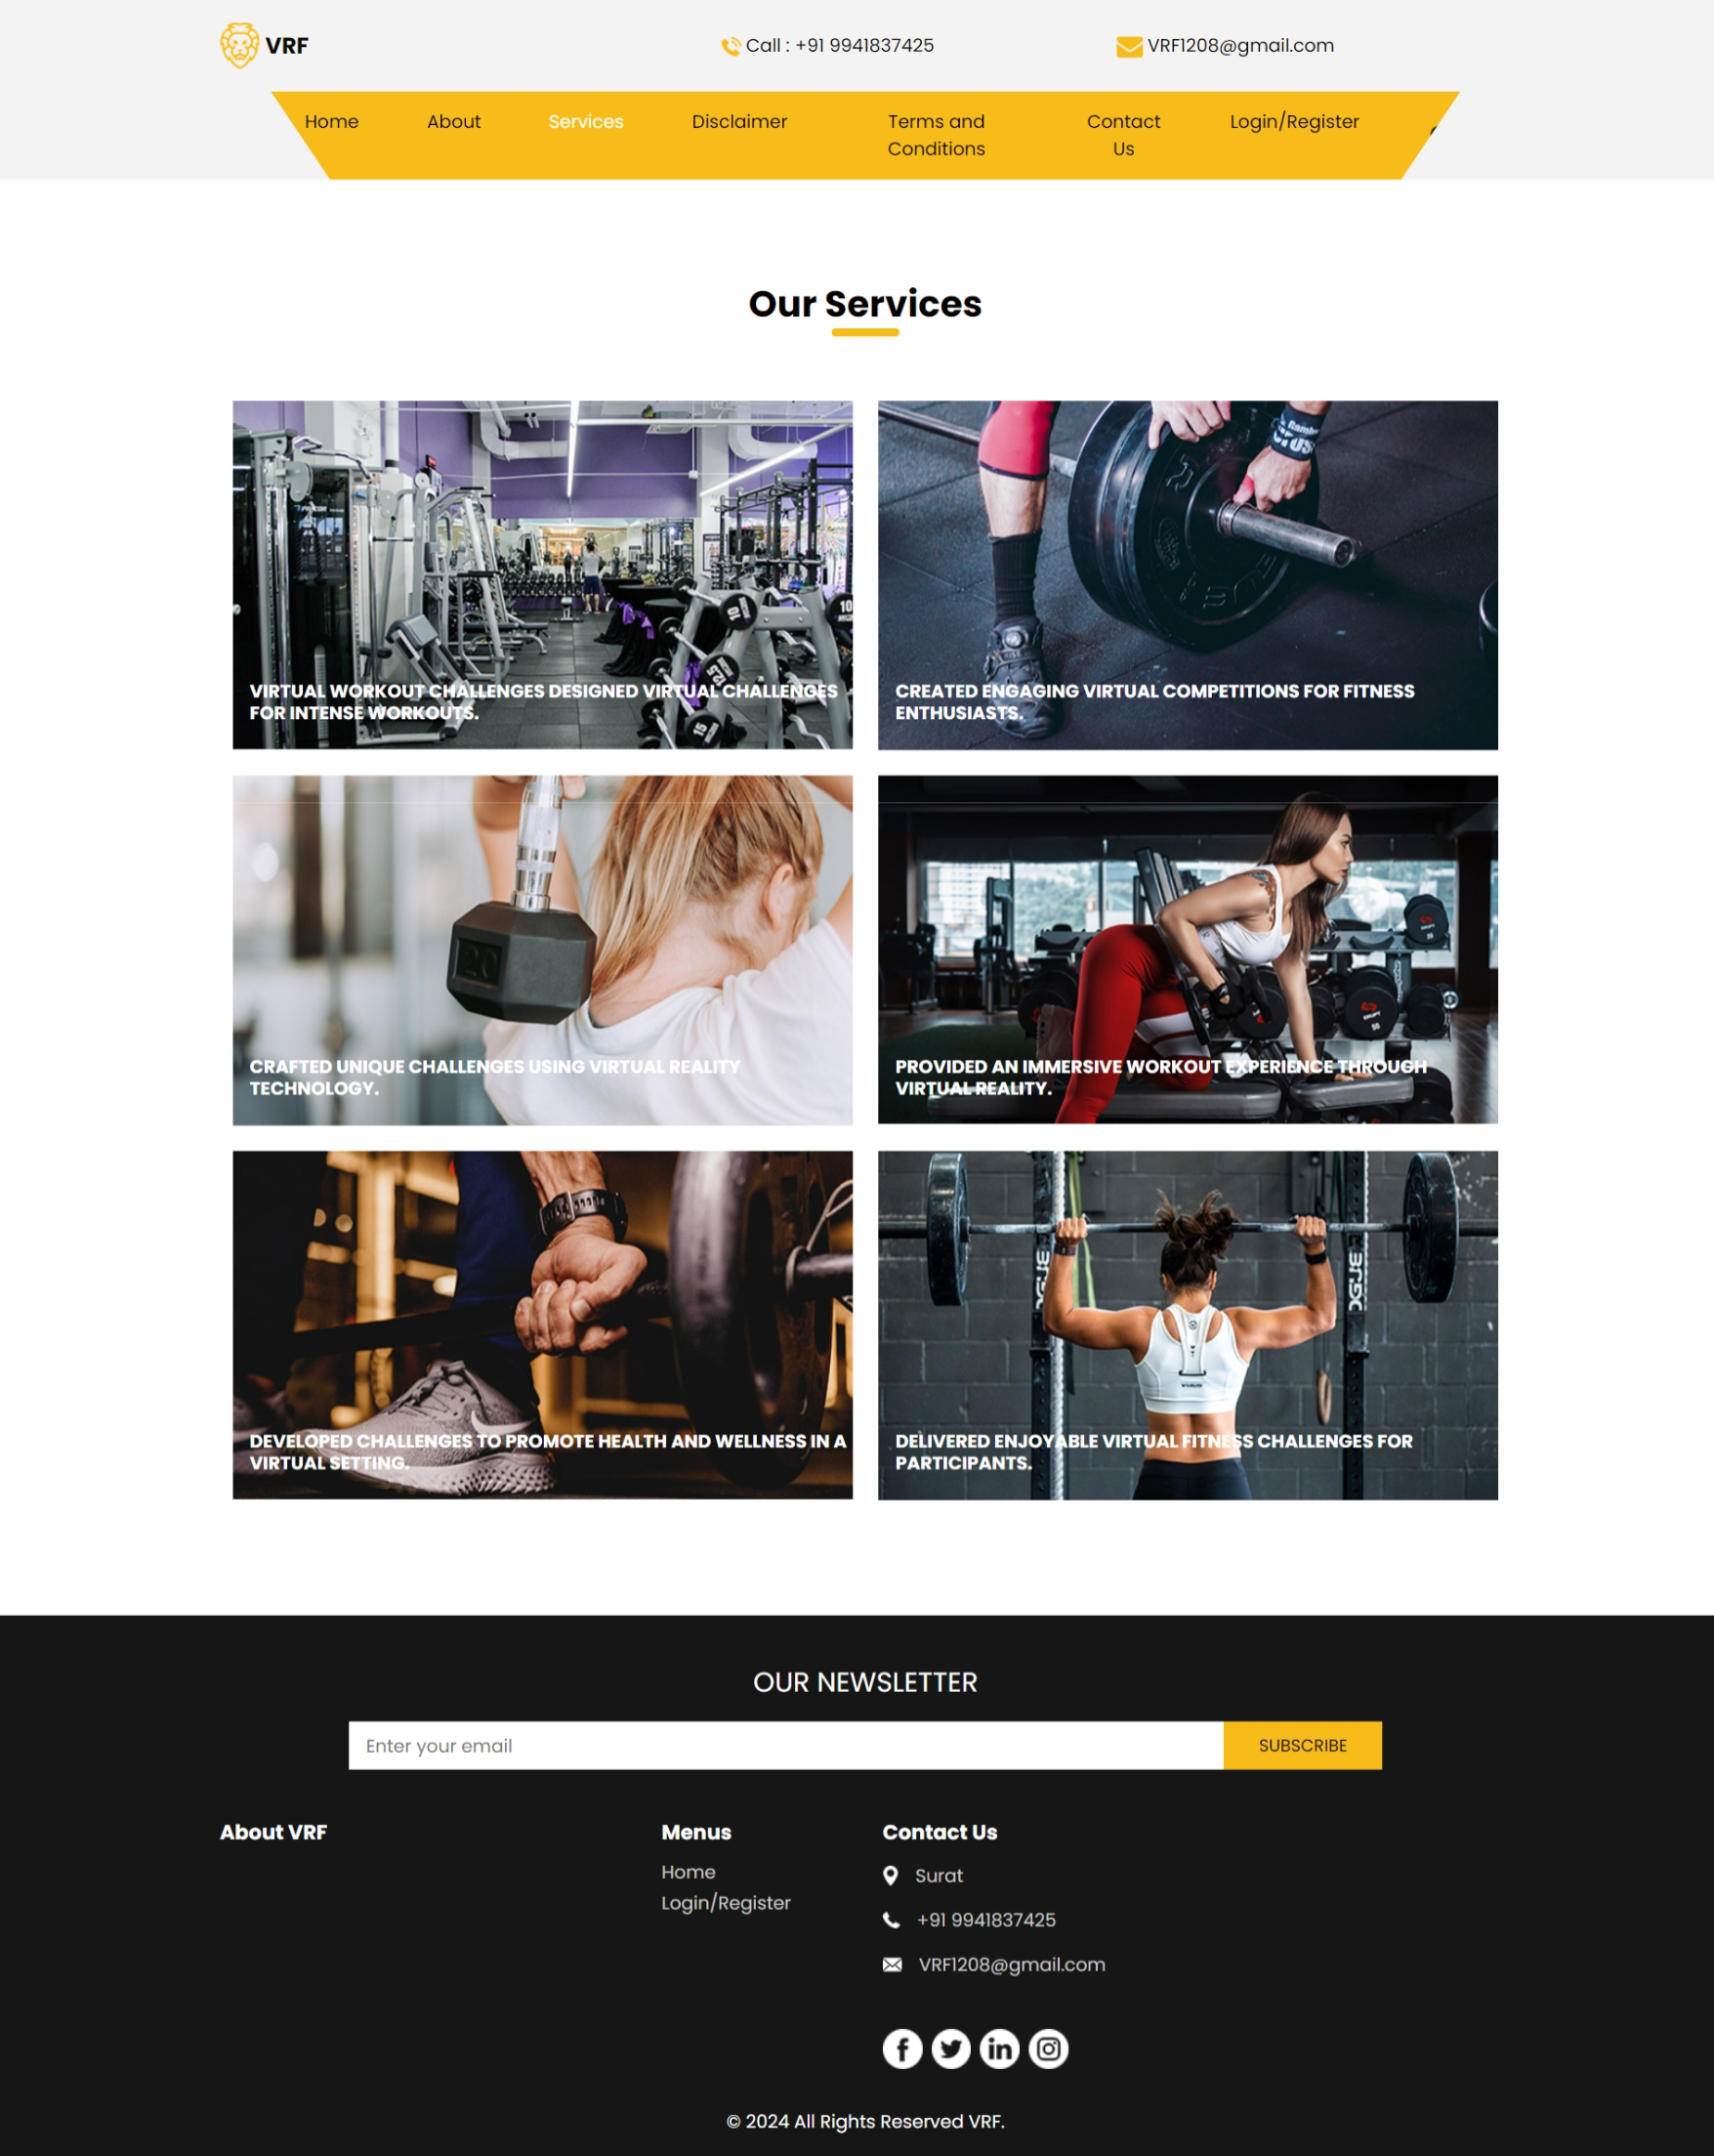 VRF
Call : +91 9941837425
VRF1208@gmail.com
Home
About
Services
Disclaimer
Terms and
Conditions
Contact
Us
Login/Register
Our Services
VIRTUAL WORKOUT CHALLENGES DESIGNED VIRTUAL CHALLENGES
FOR INTENSE WORKOUTS.
CREATED ENGAGING VIRTUAL COMPETITIONS FOR FITNESS
ENTHUSIASTS.
CRAFTED UNIQUE CHALLENGES USING VIRTUAL REALITY
TECHNOLOGY.
PROVIDED AN IMMERSIVE WORKOUT EXPERIENCE THROUGH
VIRTUAL REALITY.
DEVELOPED CHALLENGES TO PROMOTE HEALTH AND WELLNESS IN A
VIRTUAL SETTING.
DELIVERED ENJOYABLE VIRTUAL FITNESS CHALLENGES FOR
PARTICIPANTS.
OUR NEWSLETTER
Enter your email
SUBSCRIBE
About VRF
Menus
Home
Login/Register
Contact Us
Surat
+91 9941837425
VRF1208@gmail.com
© 2024 All Rights Reserved VRF.